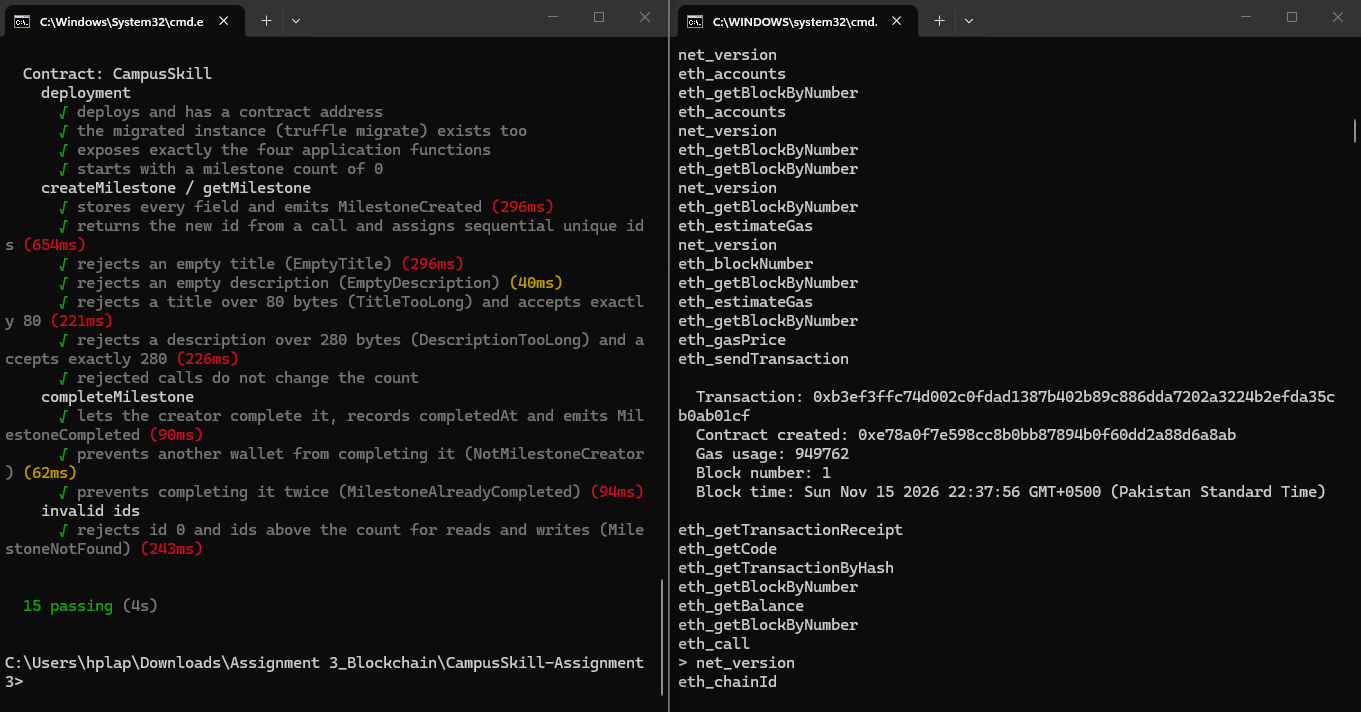 C:\Windows\System32\cmd.e:
Contract: CampusSkill
deployment
√ deploys and has a contract address
√ the migrated instance (truffle migrate) exists too
√ exposes exactly the four application functions
√ starts with a milestone count of 0
createMilestone / getMilestone
√ stores every field and emits MilestoneCreated (296ms)
√ returns the new id from a call and assigns sequential unique id
s (654ms)
√ rejects an empty title (EmptyTitle) (296ms)
√ rejects an empty description (EmptyDescription) (40ms)
√ rejects a title over 80 bytes (TitleTooLong) and accepts exactl
y 80 (221ms)
√ rejects a description over 280 bytes (DescriptionTooLong) and a
ccepts exactly 280 (226ms)
√ rejected calls do not change the count
completeMilestone
√ lets the creator complete it, records completedAt and emits Mil
estoneCompleted (90ms)
√ prevents another wallet from completing it (NotMilestoneCreator
) (62ms)
√ prevents completing it twice (MilestoneAlreadyCompleted) (94ms)
invalid ids
√ rejects id 0 and ids above the count for reads and writes (Mile
stoneNotFound) (243ms)
15 passing (4s)
C:\Users\hplap\Downloads\Assignment 3_Blockchain\CampusSkill-Assignment
3>
C:\WINDOWS\system32\cmd.
net_version
eth_accounts
eth_getBlockByNumber
eth_accounts
net_version
eth_getBlockByNumber
eth_getBlockByNumber
net_version
eth_getBlockByNumber
eth_estimateGas
net_version
eth_blockNumber
eth_getBlockByNumber
eth_estimateGas
eth_getBlockByNumber
eth_gasPrice
eth_sendTransaction
Transaction: 0xb3ef3ffc74d002c0fdad1387b402b89c886dda7202a3224b2efda35c
b0ab01cf
Contract created: 0xe78a0f7e598cc8b0bb87894b0f60dd2a88d6a8ab
Gas usage: 949762
Block number: 1
Block time: Sun Nov 15 2026 22:37:56 GMT+0500 (Pakistan Standard Time)
eth_getTransactionReceipt
eth_getCode
eth_getTransactionByHash
eth_getBlockByNumber
eth_getBalance
eth_getBlockByNumber
eth_call
> net_version
eth_chainId